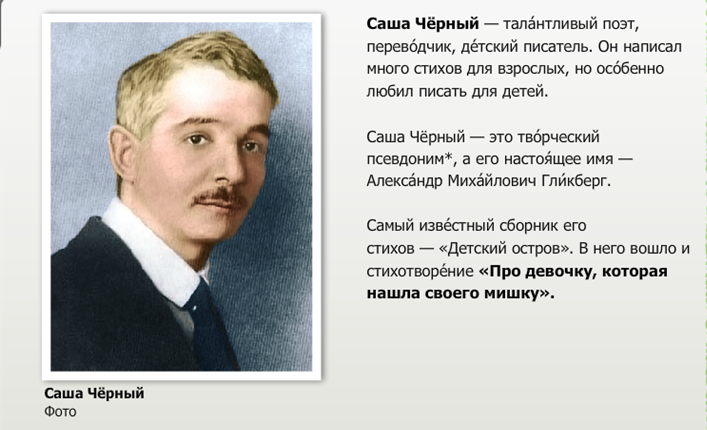 Саша Чёрный — тала́нтливый поэт,
перево́дчик, де́тский писатель. Он написал
много стихов для взрослых, но осо́бенно
любил писать для детей.
Саша Чёрный — это тво́рческий
псевдоним*, а его настоя́щее имя —
Алекса́ндр Миха́йлович Гли́кберг.
Самый изве́стный сборник его
стихов — «Детский остров». В него вошло и
стихотворе́ние «Про девочку, которая
нашла своего мишку».
Саша Чёрный
Фото